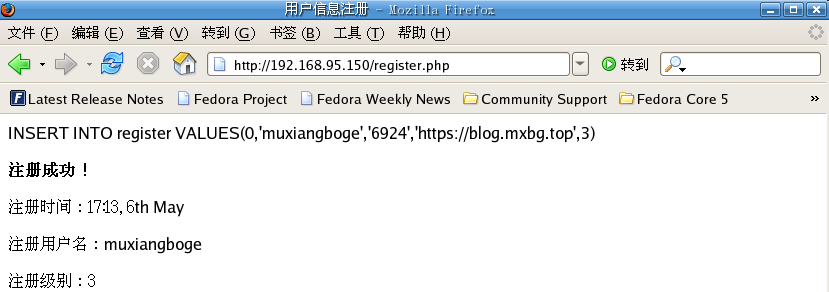 用户信息注册 - Mozilla Firefox
文件 (F) 编辑 (E) 查看 (V) 转到 (G) 书签 (B) 工具 (T) 帮助 (H)
http://192.168.95.150/register.php 转到
Latest Release Notes Fedora Project Fedora Weekly News Community Support Fedora Core 5 »
INSERT INTO register VALUES(0,'muxiangboge','6924','https://blog.mxbg.top',3)
注册成功！
注册时间：17:13, 6th May
注册用户名：muxiangboge
注册级别：3